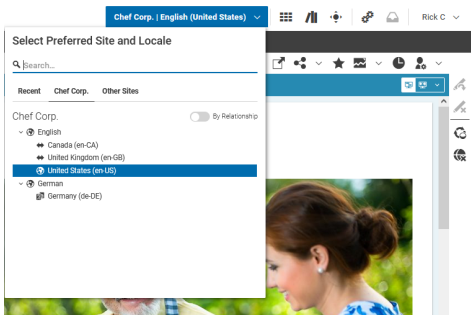 Chef Corp. | English (United States)
Rick C
Select Preferred Site and Locale
Search...
Recent
Chef Corp.
Other Sites
Chef Corp.
By Relationship
English
Canada (en-CA)
United Kingdom (en-GB)
United States (en-US)
German
Germany (de-DE)